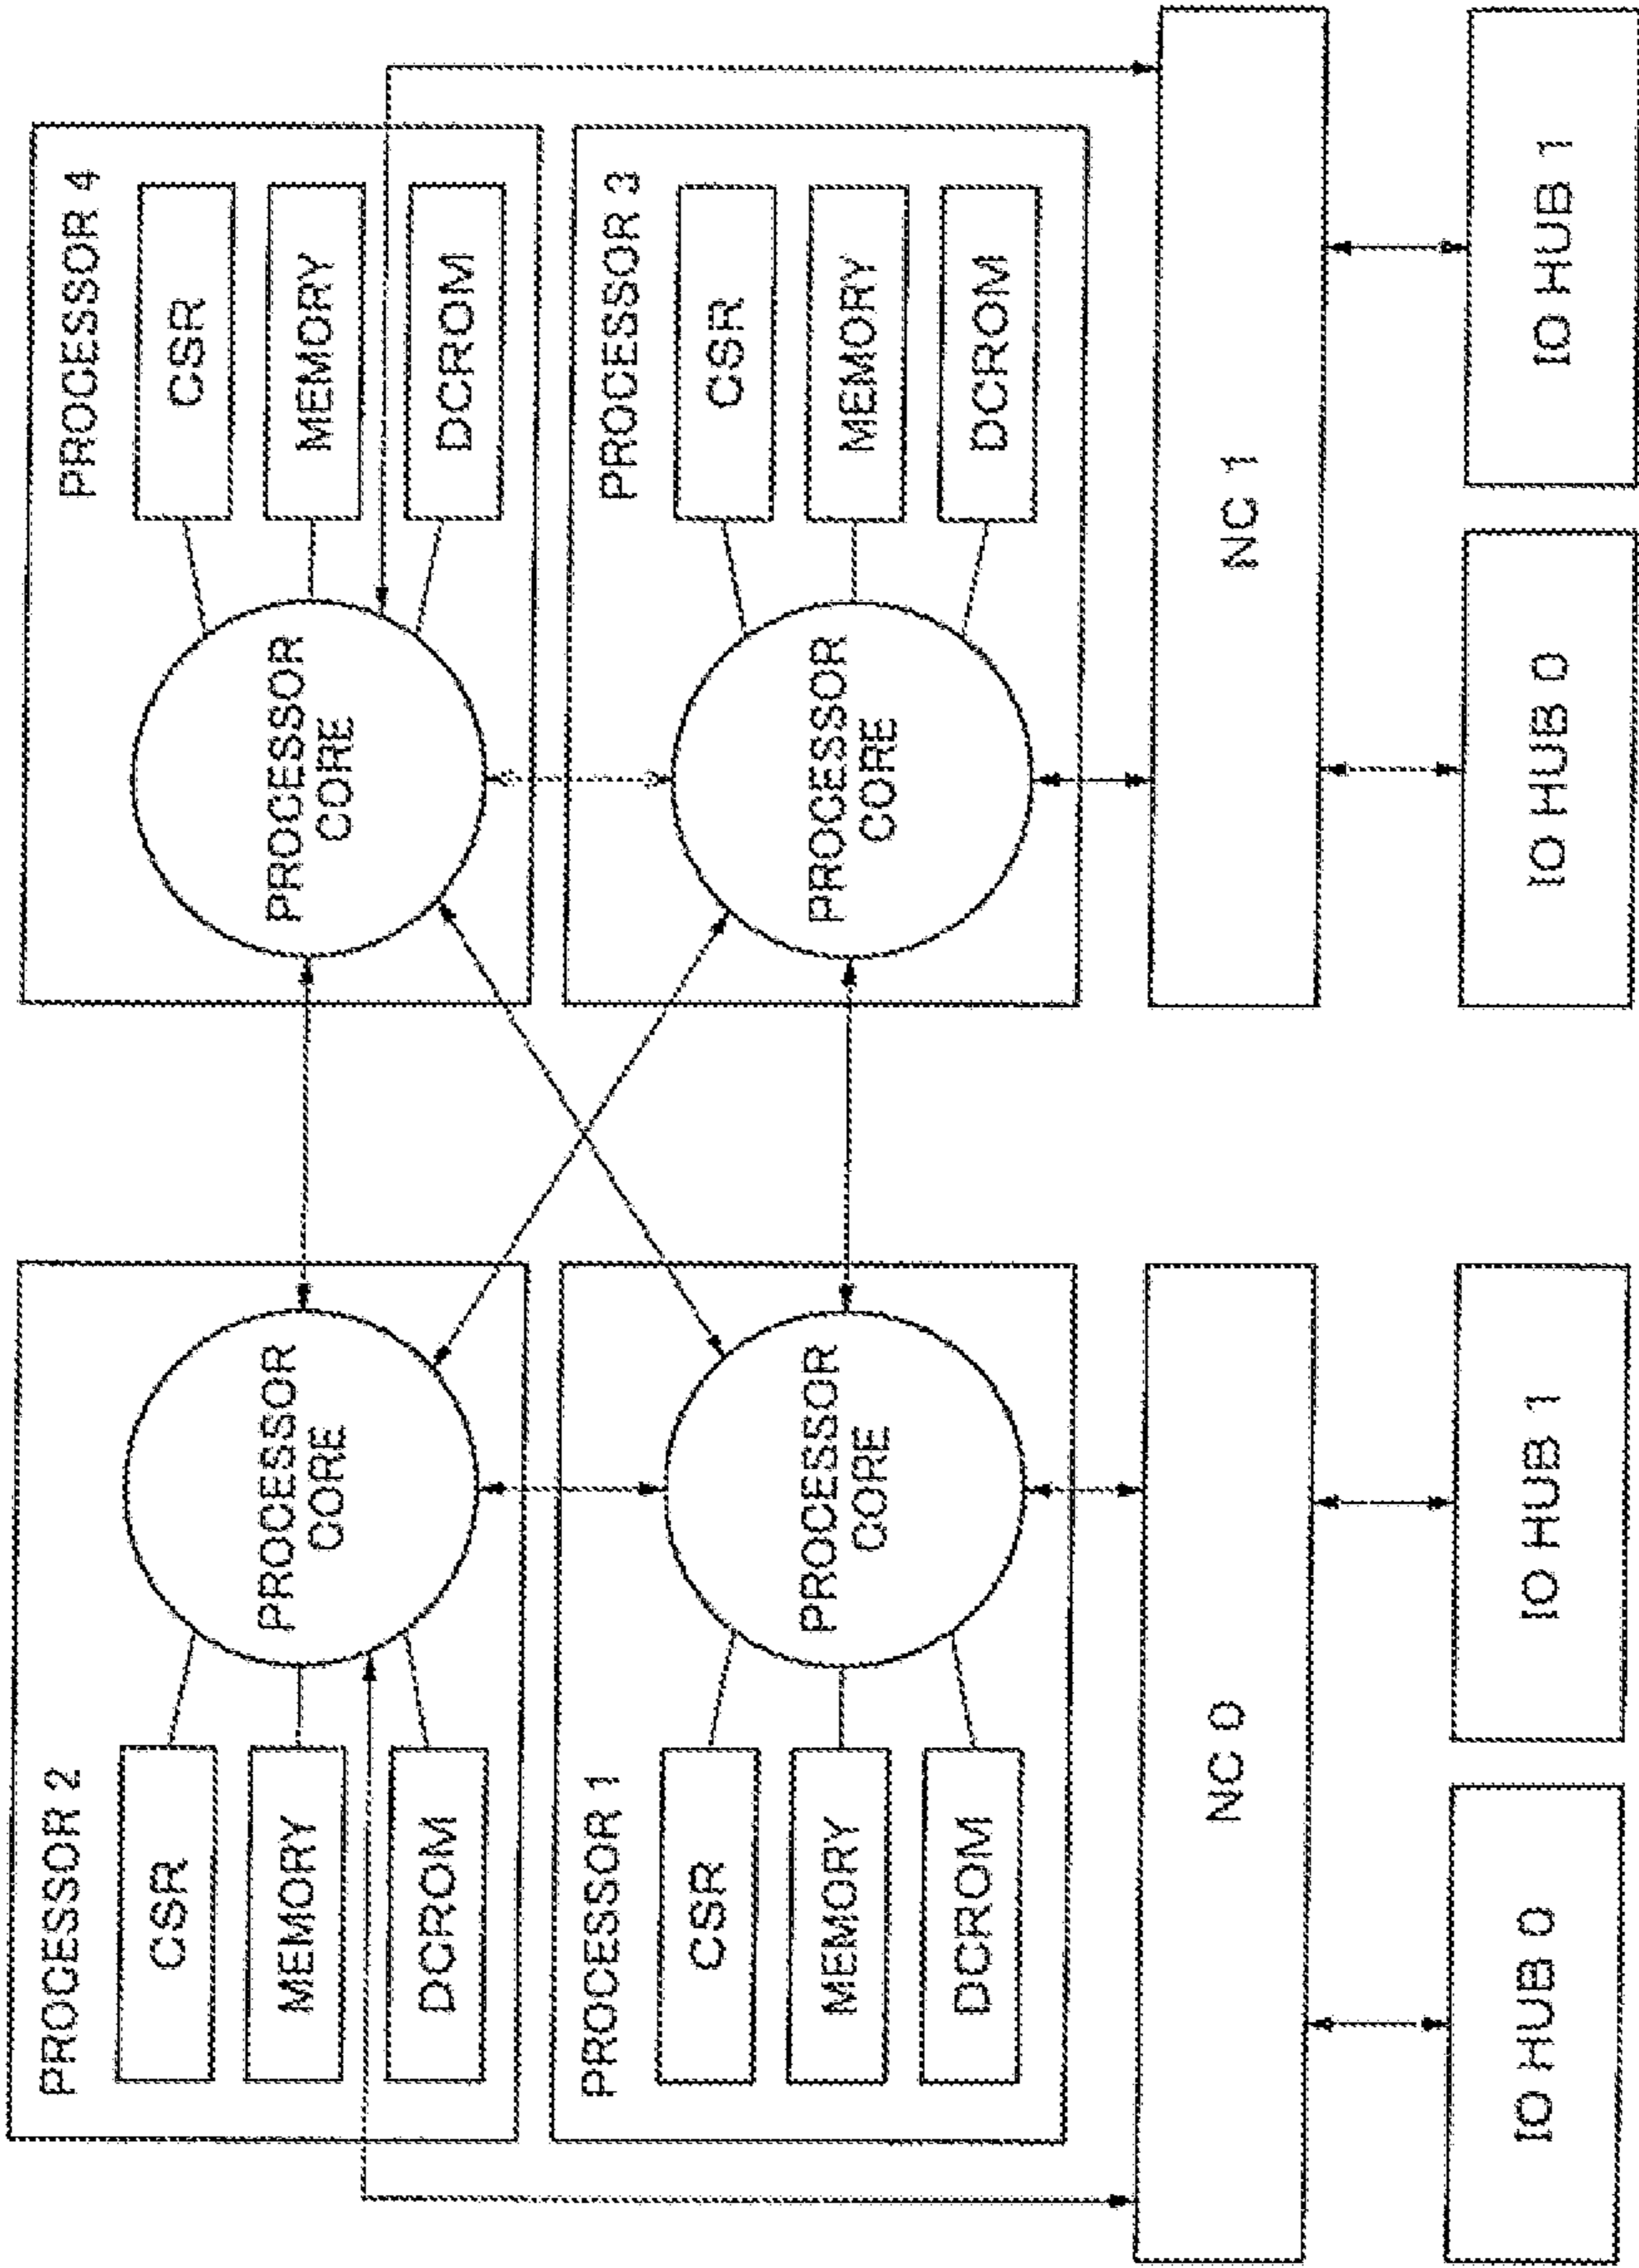 PROCESSOR 2
CSR
MEMORY
DCROM
PROCESSOR
CORE
PROCESSOR 4
PROCESSOR
CORE
CSR
MEMORY
DCROM
PROCESSOR 1
CSR
MEMORY
DCROM
PROCESSOR
CORE
PROCESSOR 3
PROCESSOR
CORE
CSR
MEMORY
DCROM
NC 0
NC 1
IO HUB 0
IO HUB 1
IO HUB 0
IO HUB 1